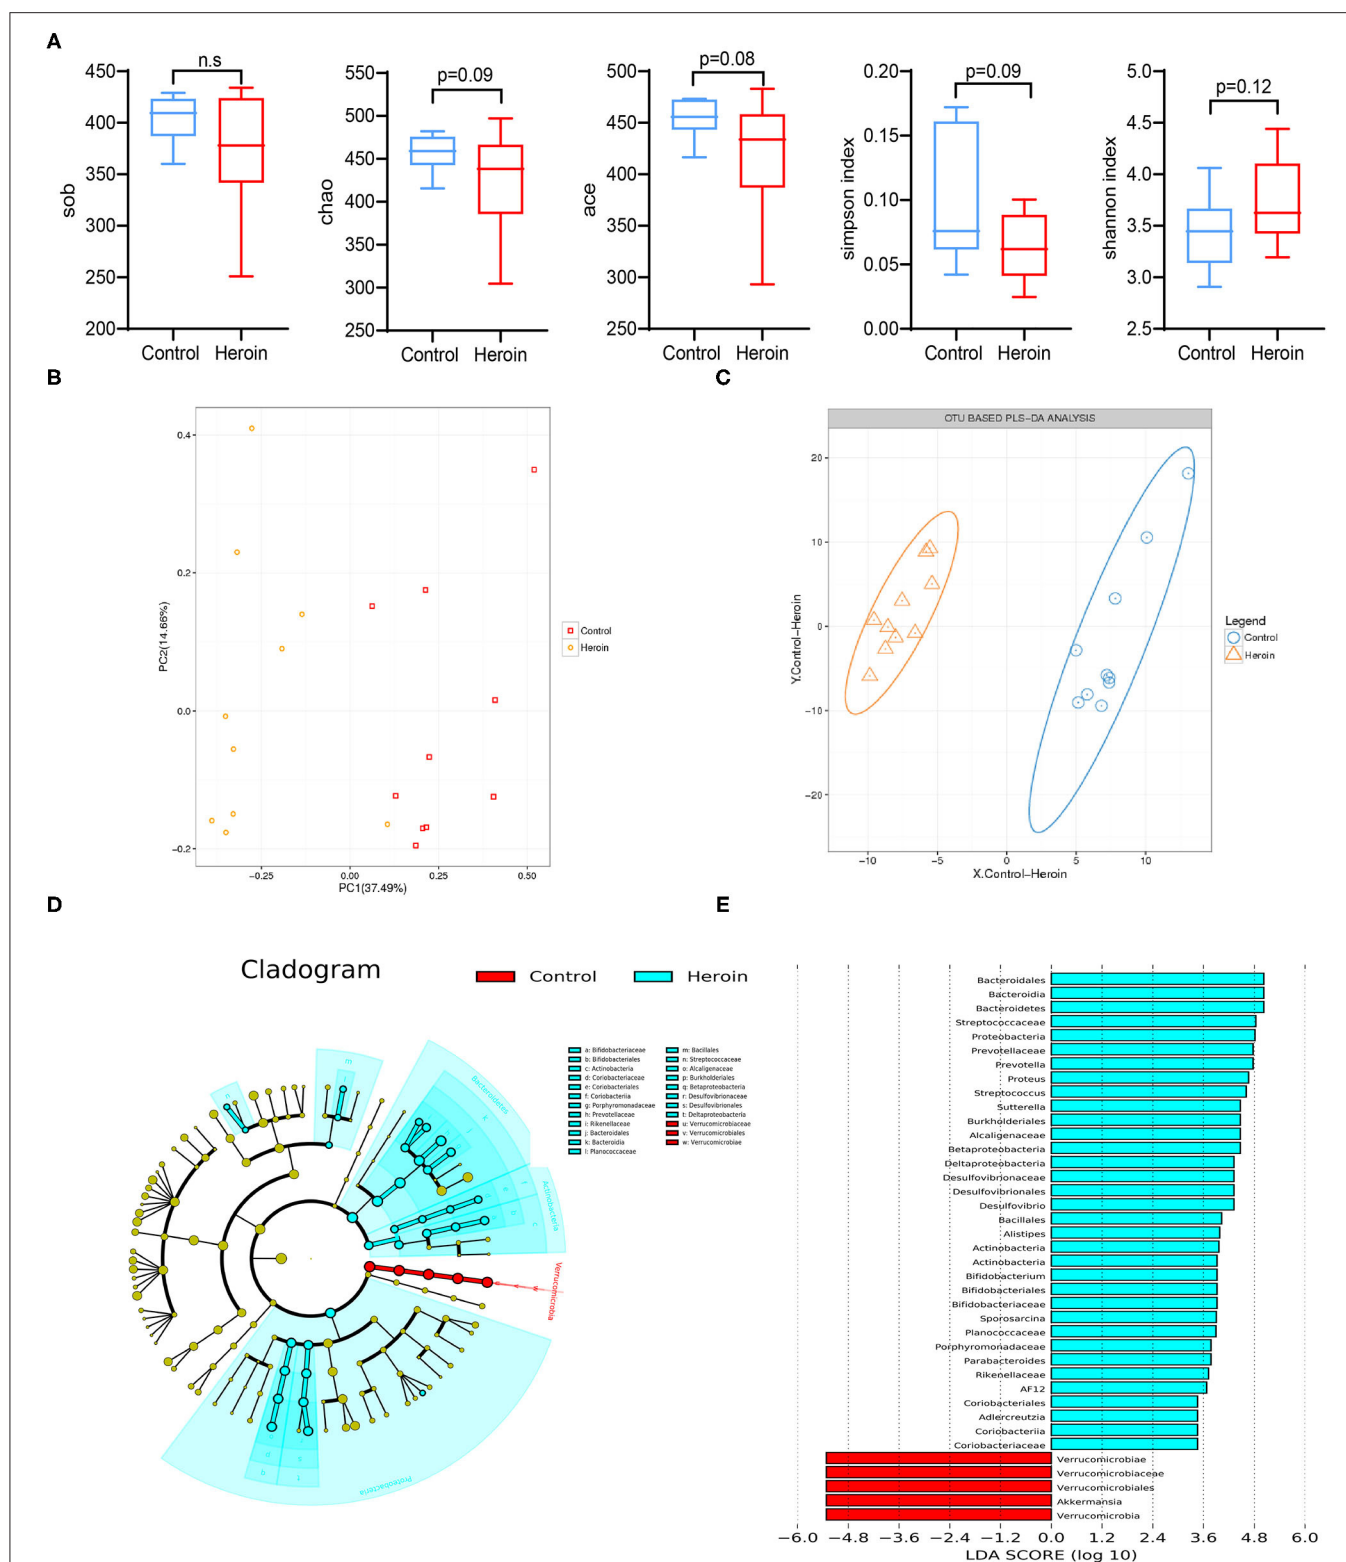 A
n.s
p=0.09
p=0.08
p=0.09
p=0.12
450
400
350
300
250
200
sob
Control Heroin
550
500
450
400
350
250
chao
Control Heroin
500
450
400
350
300
250
ace
Control Heroin
0.20
0.15
0.10
0.05
0.00
simpson index
Control Heroin
5.0
4.5
4.0
3.5
3.0
2.5
shannon index
Control Heroin
B
0.4
0.2
0.0
−0.2
PC2(14.66%)
−0.25 0.00 0.25 0.50
PC1(37.49%)
Control
Heroin
C
OTU BASED PLS−DA ANALYSIS
20
10
0
−10
−20
Y.Control−Heroin
−10 −5 0 5 10
X.Control−Heroin
Legend
Control
Heroin
D
Cladogram
Control
Heroin
a: Bifidobacteriaceae
b: Bifidobacteriales
c: Actinobacteria
d: Coriobacteriaceae
e: Coriobacteriales
f: Coriobacteriia
g: Porphyromonadaceae
h: Prevotellaceae
i: Rikenellaceae
j: Bacteroidales
k: Bacteroidia
l: Planococcaceae
m: Bacillales
n: Streptococcaceae
o: Alcaligenaceae
p: Burkholderiales
q: Betaproteobacteria
r: Desulfovibrionaceae
s: Desulfovibrionales
t: Deltaproteobacteria
u: Verrucomicrobiaceae
v: Verrucomicrobiales
w: Verrucomicrobiae
Bacteroidetes
Actinobacteria
Verrucomicrobia
Proteobacteria
E
Bacteroidales
Bacteroidia
Bacteroidetes
Streptococcaceae
Proteobacteria
Prevotellaceae
Prevotella
Proteus
Streptococcus
Sutterella
Burkholderiales
Alcaligenaceae
Betaproteobacteria
Deltaproteobacteria
Desulfovibrionaceae
Desulfovibrionales
Desulfovibrio
Bacillales
Alistipes
Actinobacteria
Actinobacteria
Bifidobacterium
Bifidobacteriales
Bifidobacteriaceae
Sporosarcina
Planococcaceae
Porphyromonadaceae
Parabacteroides
Rikenellaceae
AF12
Coriobacteriales
Adlercreutzia
Coriobacteriia
Coriobacteriaceae
Verrucomicrobiae
Verrucomicrobiaceae
Verrucomicrobiales
Akkermansia
Verrucomicrobia
−6.0 −4.8 −3.6 −2.4 −1.2 0.0 1.2 2.4 3.6 4.8 6.0
LDA SCORE (log 10)